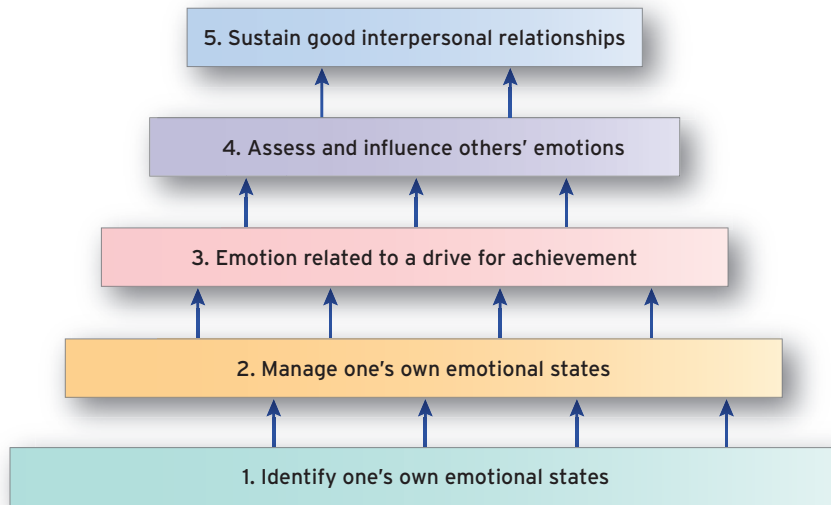 5. Sustain good interpersonal relationships
4. Assess and influence others’ emotions
3. Emotion related to a drive for achievement
2. Manage one’s own emotional states
1. Identify one’s own emotional states